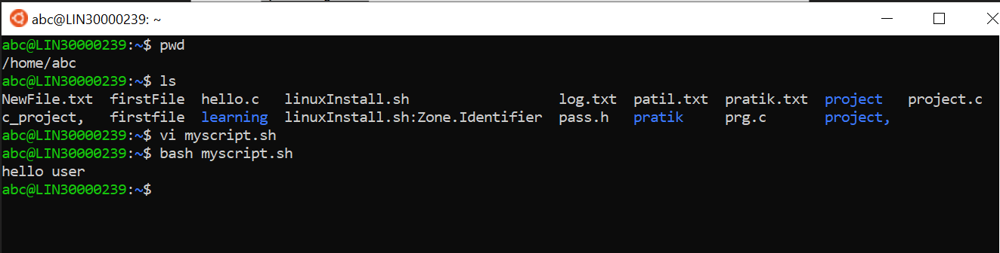 abc@LIN30000239: ~
abc@LIN30000239:~$ pwd
/home/abc
abc@LIN30000239:~$ ls
NewFile.txt  firstFile  hello.c   linuxInstall.sh                  log.txt  patil.txt  pratik.txt  project   project.c
c_project,   firstfile  learning  linuxInstall.sh:Zone.Identifier  pass.h   pratik     prg.c       project,
abc@LIN30000239:~$ vi myscript.sh
abc@LIN30000239:~$ bash myscript.sh
hello user
abc@LIN30000239:~$